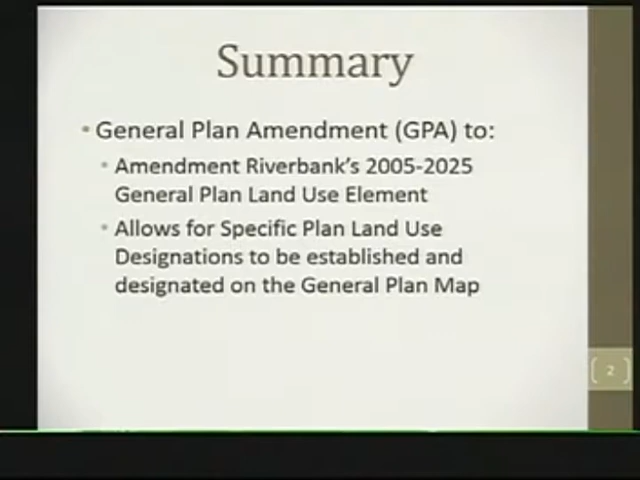 Summary
• General Plan Amendment (GPA) to:
• Amendment Riverbank's 2005-2025
General Plan Land Use Element
• Allows for Specific Plan Land Use
Designations to be established and
designated on the General Plan Map
2